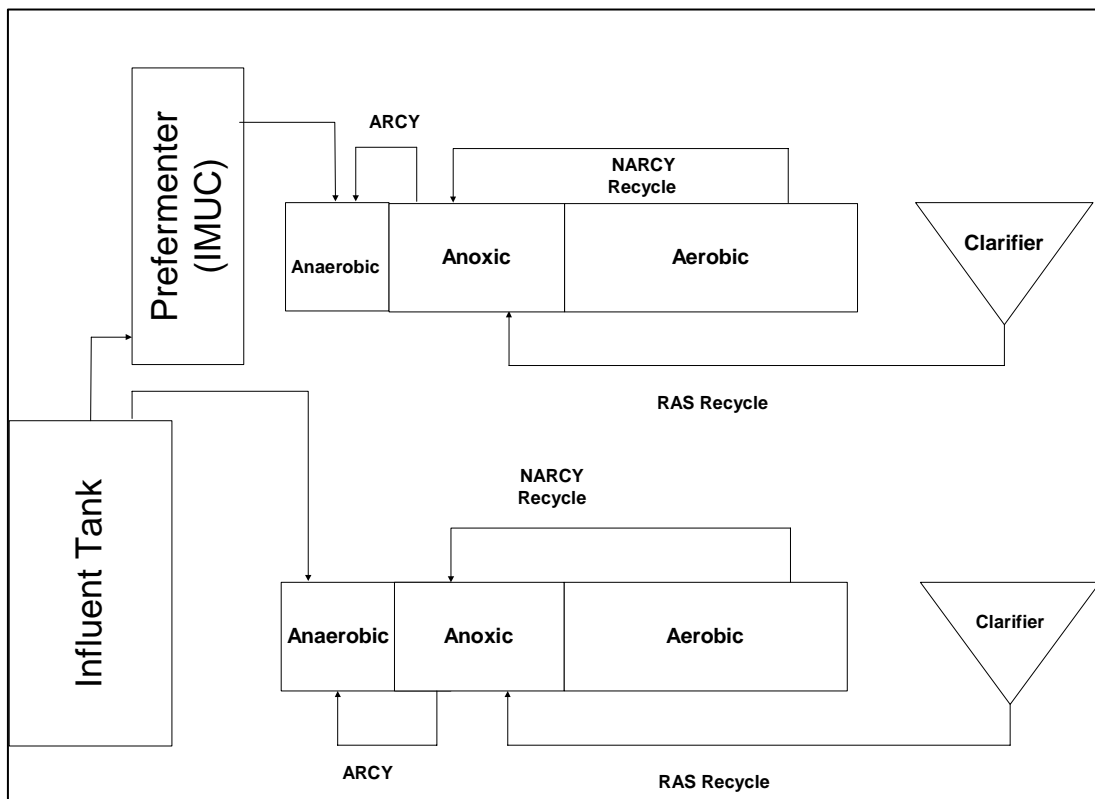 Prefermenter
(IMUC)
ARCY
NARCY
Recycle
Anaerobic
Anoxic
Aerobic
Clarifier
RAS Recycle
Influent Tank
NARCY
Recycle
Anaerobic
Anoxic
Aerobic
Clarifier
ARCY
RAS Recycle